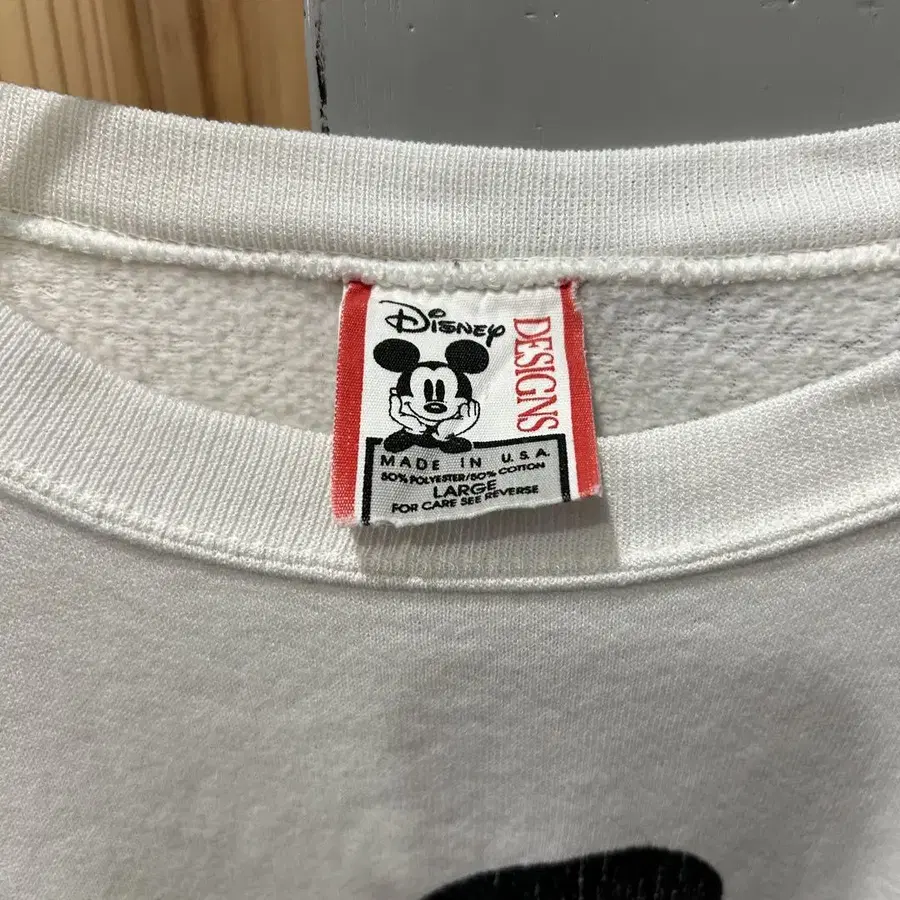 Disney
DESIGNS
MADE IN U.S.A.
50% POLYESTER/50% COTTON
LARGE
FOR CARE SEE REVERSE